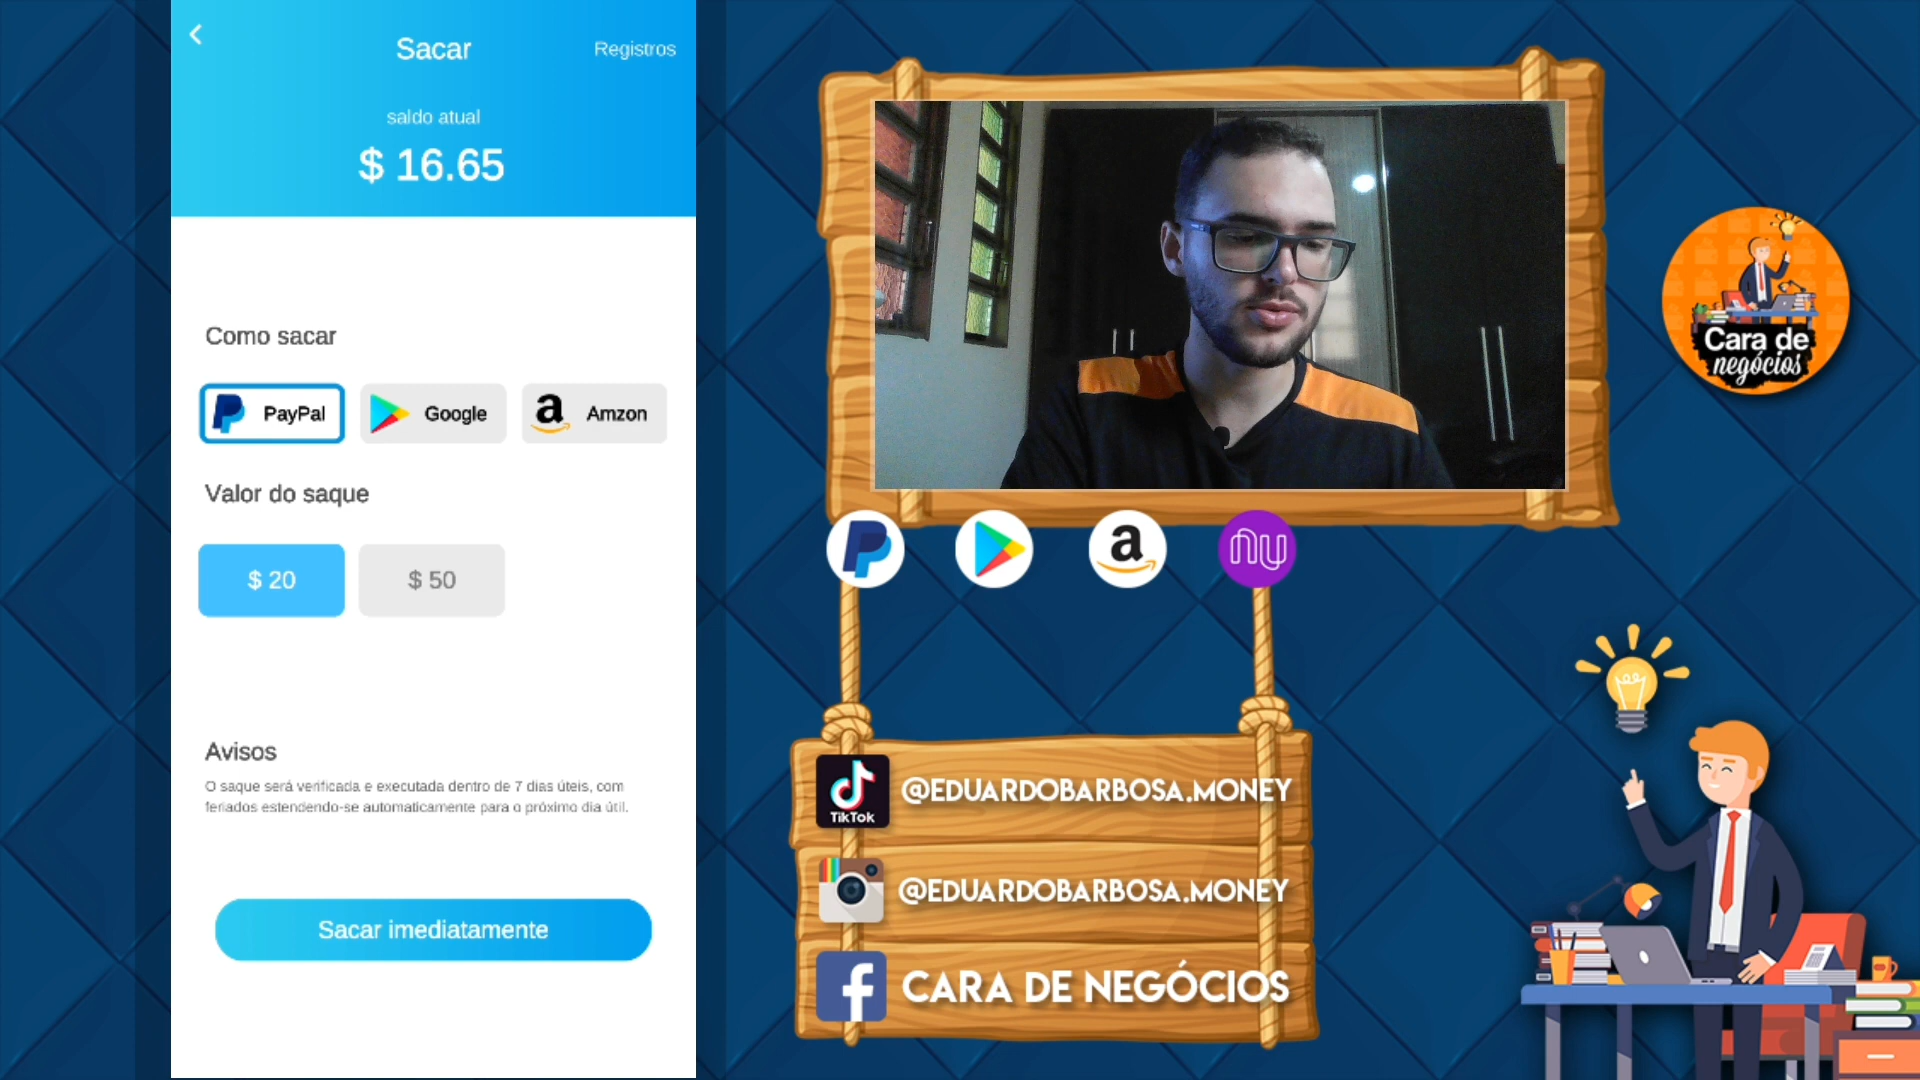 Sacar
Registros
saldo atual
$ 16.65
Como sacar
PayPal
Google
Amzon
Valor do saque
$ 20
$ 50
Avisos
O saque será verificada e executada dentro de 7 dias úteis, com
feriados estendendo-se automaticamente para o próximo dia útil.
Sacar imediatamente
nu
Cara de
negócios
TikTok
@EDUARDOBARBOSA.MONEY
@EDUARDOBARBOSA.MONEY
CARA DE NEGÓCIOS